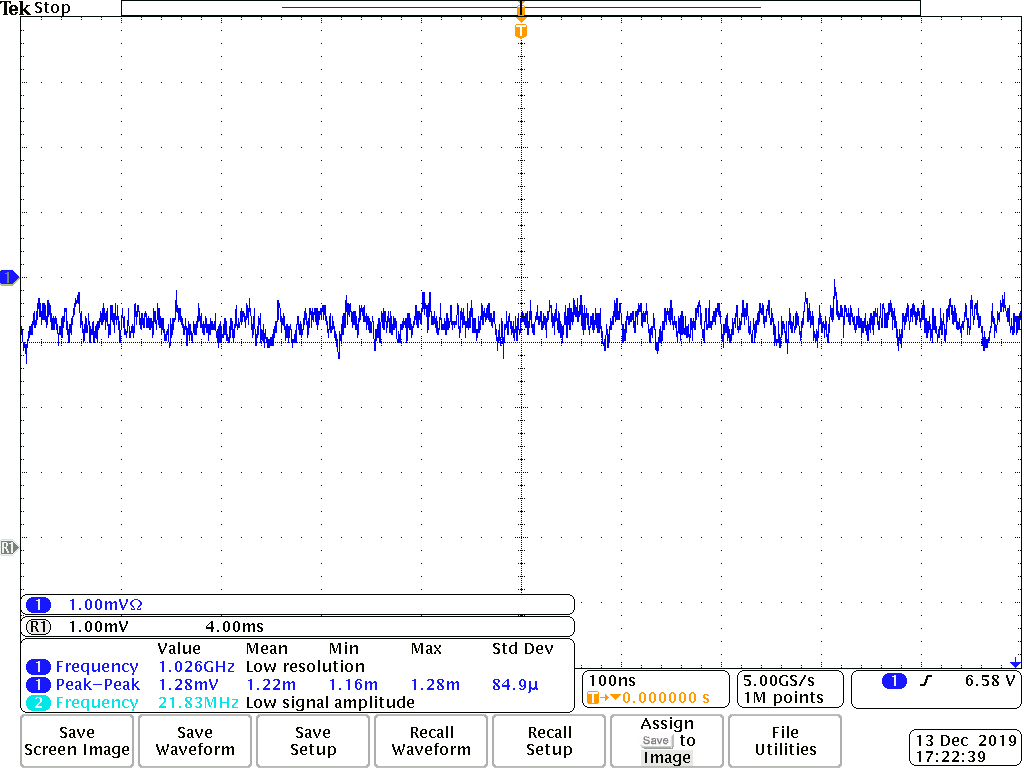 Tek Stop
T
1
R1
1 1.00mVΩ
R1 1.00mV 4.00ms
Value Mean Min Max Std Dev
1 Frequency 1.026GHz Low resolution
1 Peak-Peak 1.28mV 1.22m 1.16m 1.28m 84.9µ
2 Frequency 21.83MHz Low signal amplitude
100ns
T→▼0.000000 s
5.00GS/s
1M points
1 6.58 V
Save
Screen Image
Save
Waveform
Save
Setup
Recall
Waveform
Recall
Setup
Assign
Save to
Image
File
Utilities
13 Dec 2019
17:22:39